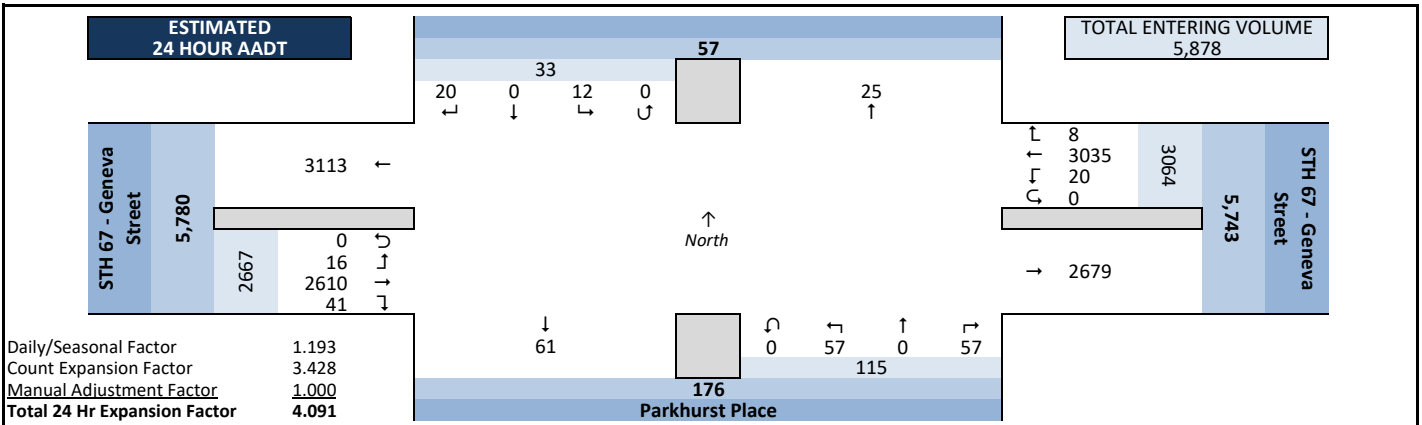 ESTIMATED
24 HOUR AADT
TOTAL ENTERING VOLUME
5,878
57
33
20 0 12 0
25
↵ ↓ ↳ ↺
↑
STH 67 - Geneva
Street
5,780
3113 ←
2667
0
16
2610 →
41
↑
North
8
← 3035
20
0
3064
5,743
STH 67 - Geneva
Street
→ 2679
↓
61
↑
0 57 0 57
115
176
Parkhurst Place
Daily/Seasonal Factor 1.193
Count Expansion Factor 3.428
Manual Adjustment Factor 1.000
Total 24 Hr Expansion Factor 4.091